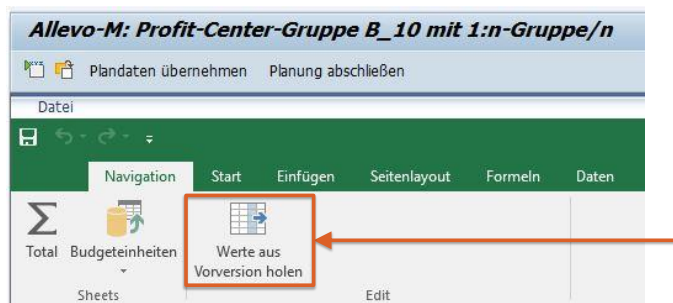 Allevo-M: Profit-Center-Gruppe B_10 mit 1:n-Gruppe/n
Plandaten übernehmen Planung abschließen
Datei
Navigation Start Einfügen Seitenlayout Formeln Daten
Total Budgeteinheiten Werte aus
Vorversion holen
Sheets Edit